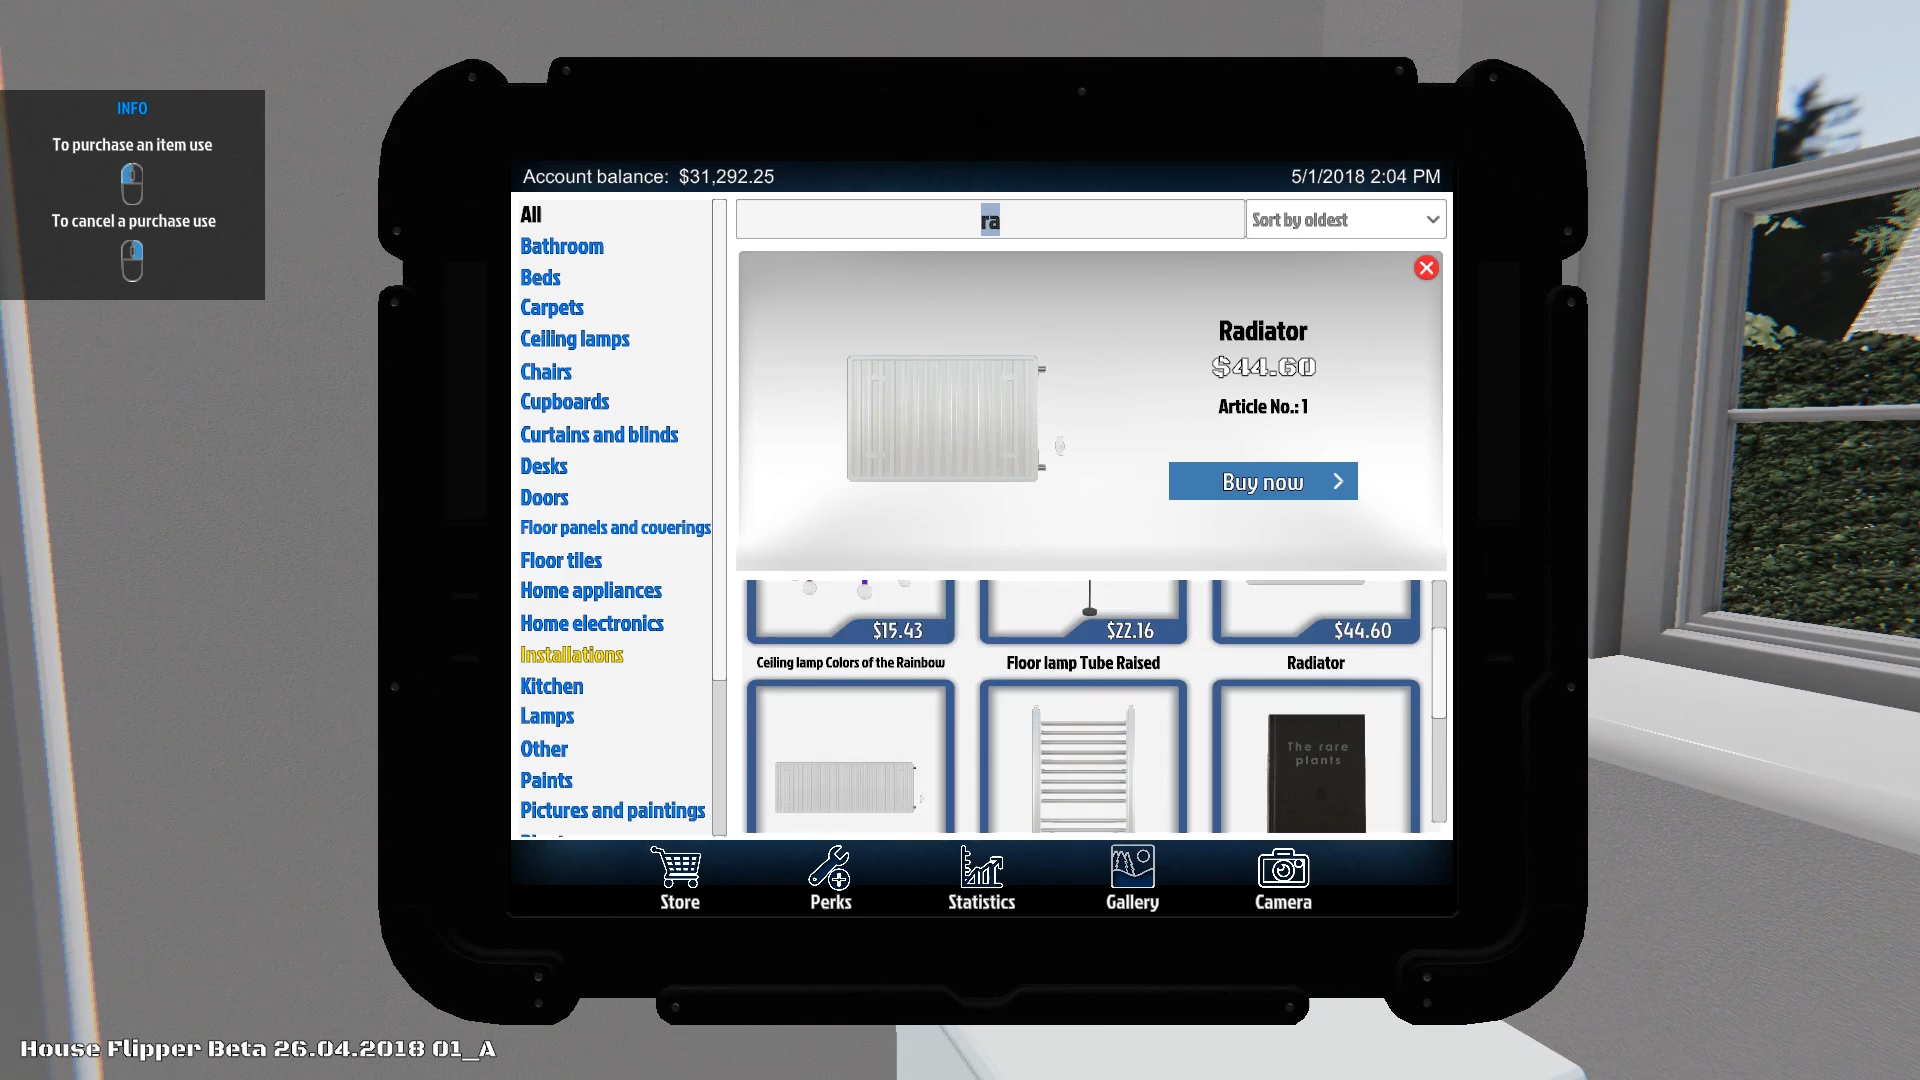 INFO
To purchase an item use
To cancel a purchase use
Account balance: $31,292.25
5/1/2018 2:04 PM
All
Bathroom
Beds
Carpets
Ceiling lamps
Chairs
Cupboards
Curtains and blinds
Desks
Doors
Floor panels and coverings
Floor tiles
Home appliances
Home electronics
Installations
Kitchen
Lamps
Other
Paints
Pictures and paintings
ra
Sort by oldest
Radiator
$44.60
Article No.: 1
Buy now
$15.43
$22.16
$44.60
Ceiling lamp Colors of the Rainbow
Floor lamp Tube Raised
Radiator
The rare
plants
Store
Perks
Statistics
Gallery
Camera
House Flipper Beta 26.04.2018 01_A